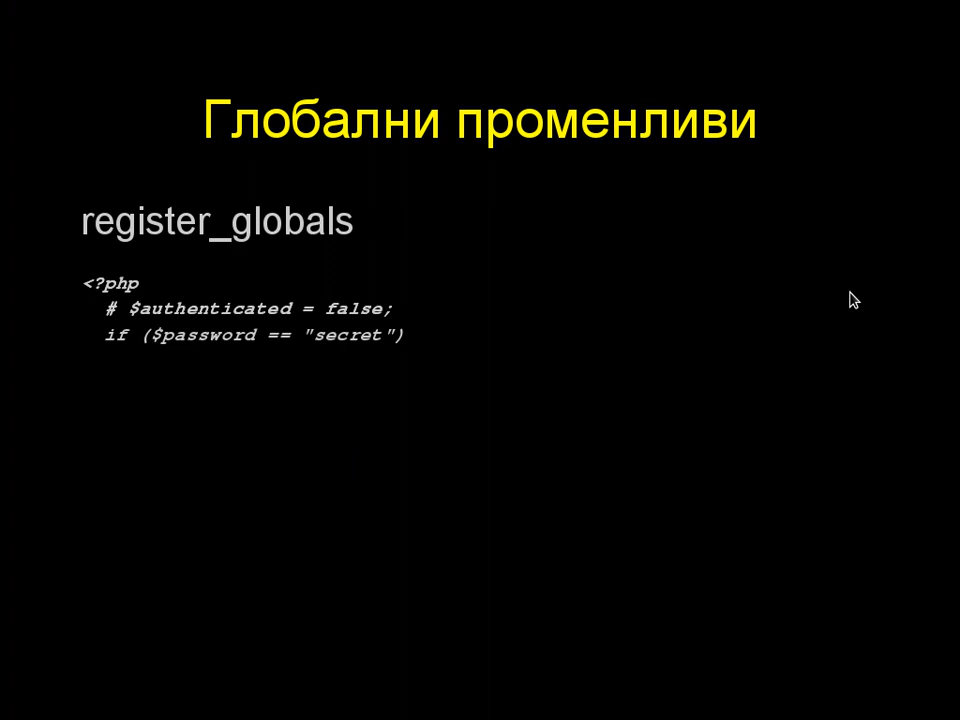 Глобални променливи
register_globals
<?php
# $authenticated = false;
if ($password == "secret")